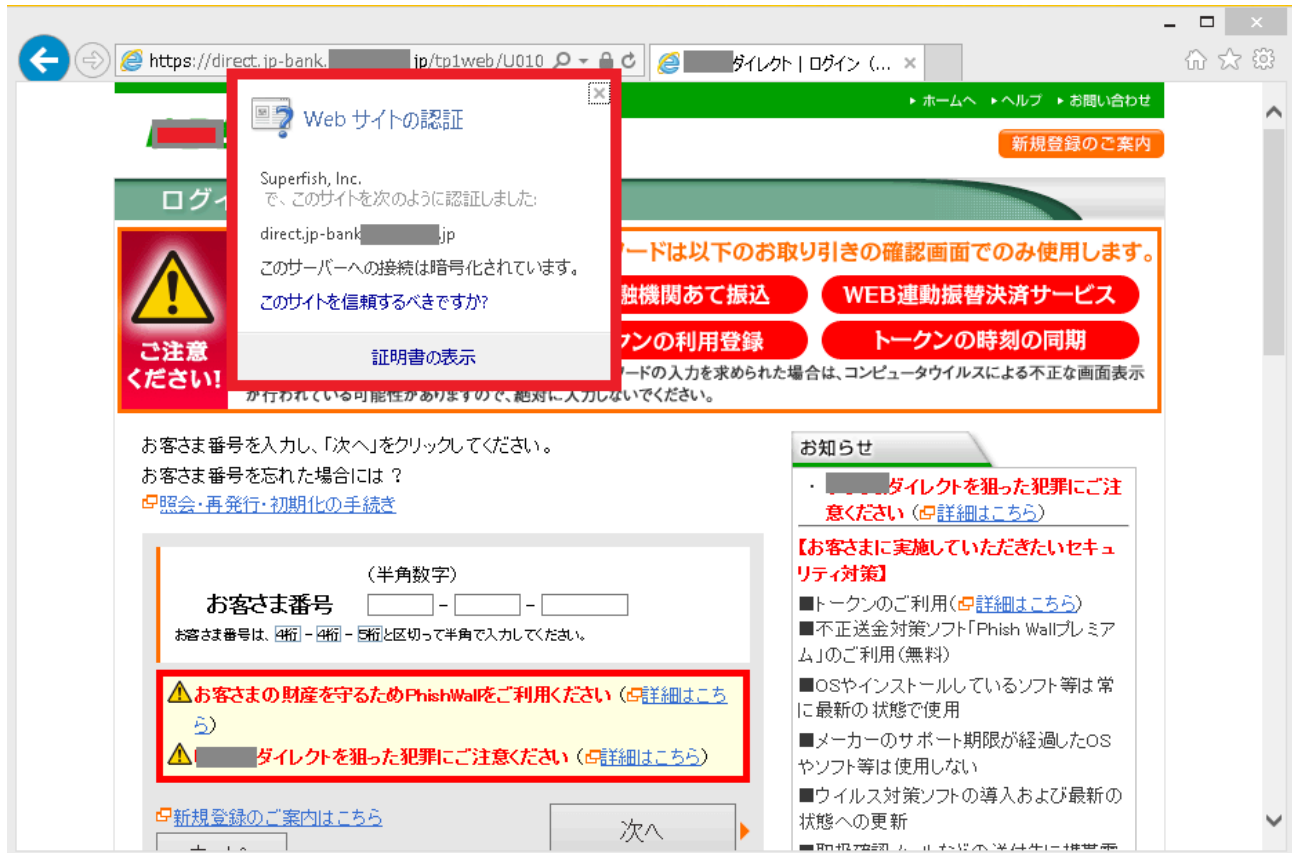 https://direct.jp-bank. jp/tp1web/U010
ダイレクト | ログイン (...
ホームへ ヘルプ お問い合わせ
新規登録のご案内
ログイ
Web サイトの認証
Superfish, Inc.
で、このサイトを次のように認証しました:
direct.jp-bank .jp
このサーバーへの接続は暗号化されています。
このサイトを信頼するべきですか?
証明書の表示
ご注意
ください!
ードは以下のお取り引きの確認画面でのみ使用します。
融機関あて振込
WEB連動振替決済サービス
クンの利用登録
トークンの時刻の同期
ードの入力を求められた場合は、コンピュータウイルスによる不正な画面表示
が行われている可能性がありますので、絶対に入力しないでください。
お客さま番号を入力し、「次へ」をクリックしてください。
お客さま番号を忘れた場合には ?
照会・再発行・初期化の手続き
(半角数字)
お客さま番号 - -
お客さま番号は、4桁 - 4桁 - 5桁と区切って半角で入力してください。
お客さまの財産を守るためPhishWallをご利用ください (詳細はこち
ら)
ダイレクトを狙った犯罪にご注意ください (詳細はこちら)
新規登録のご案内はこちら
次へ
お知らせ
・ ダイレクトを狙った犯罪にご注
意ください (詳細はこちら)
【お客さまに実施していただきたいセキュ
リティ対策】
■トークンのご利用(詳細はこちら)
■不正送金対策ソフト「Phish Wallプレミア
ム」のご利用(無料)
■OSやインストールしているソフト等は常
に最新の状態で使用
■メーカーのサポート期限が経過したOS
やソフト等は使用しない
■ウイルス対策ソフトの導入および最新の
状態への更新